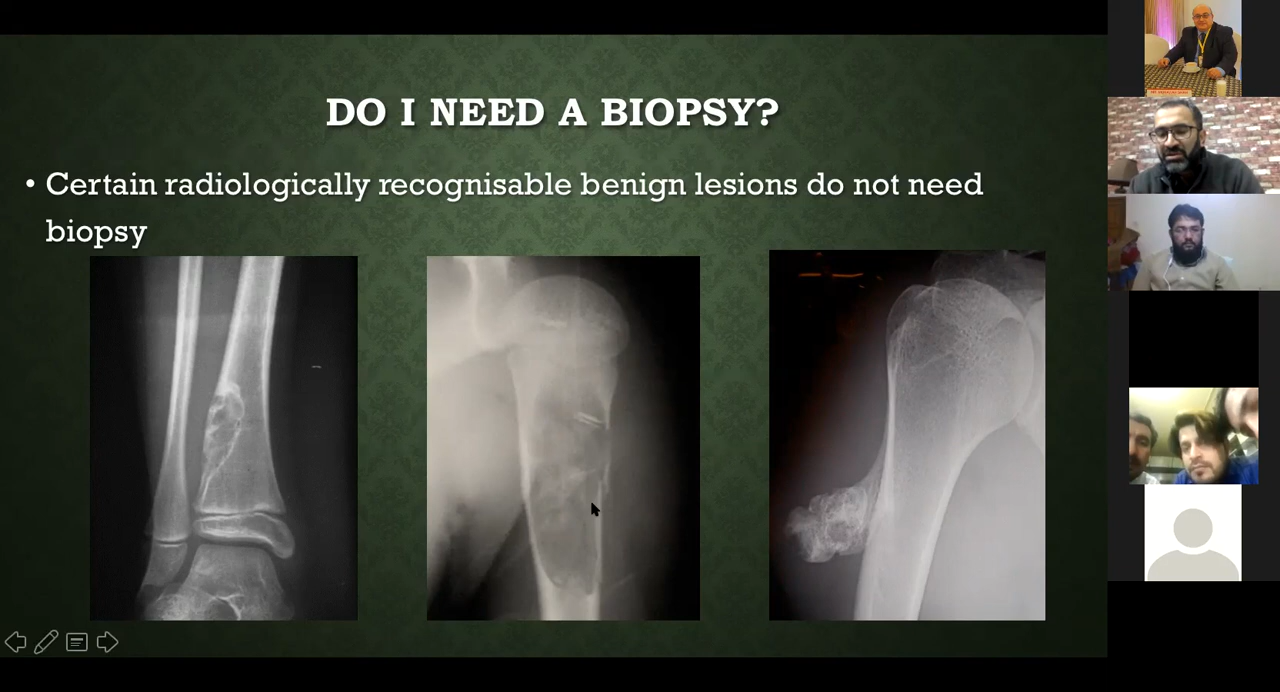 DO I NEED A BIOPSY?
• Certain radiologically recognisable benign lesions do not need
biopsy